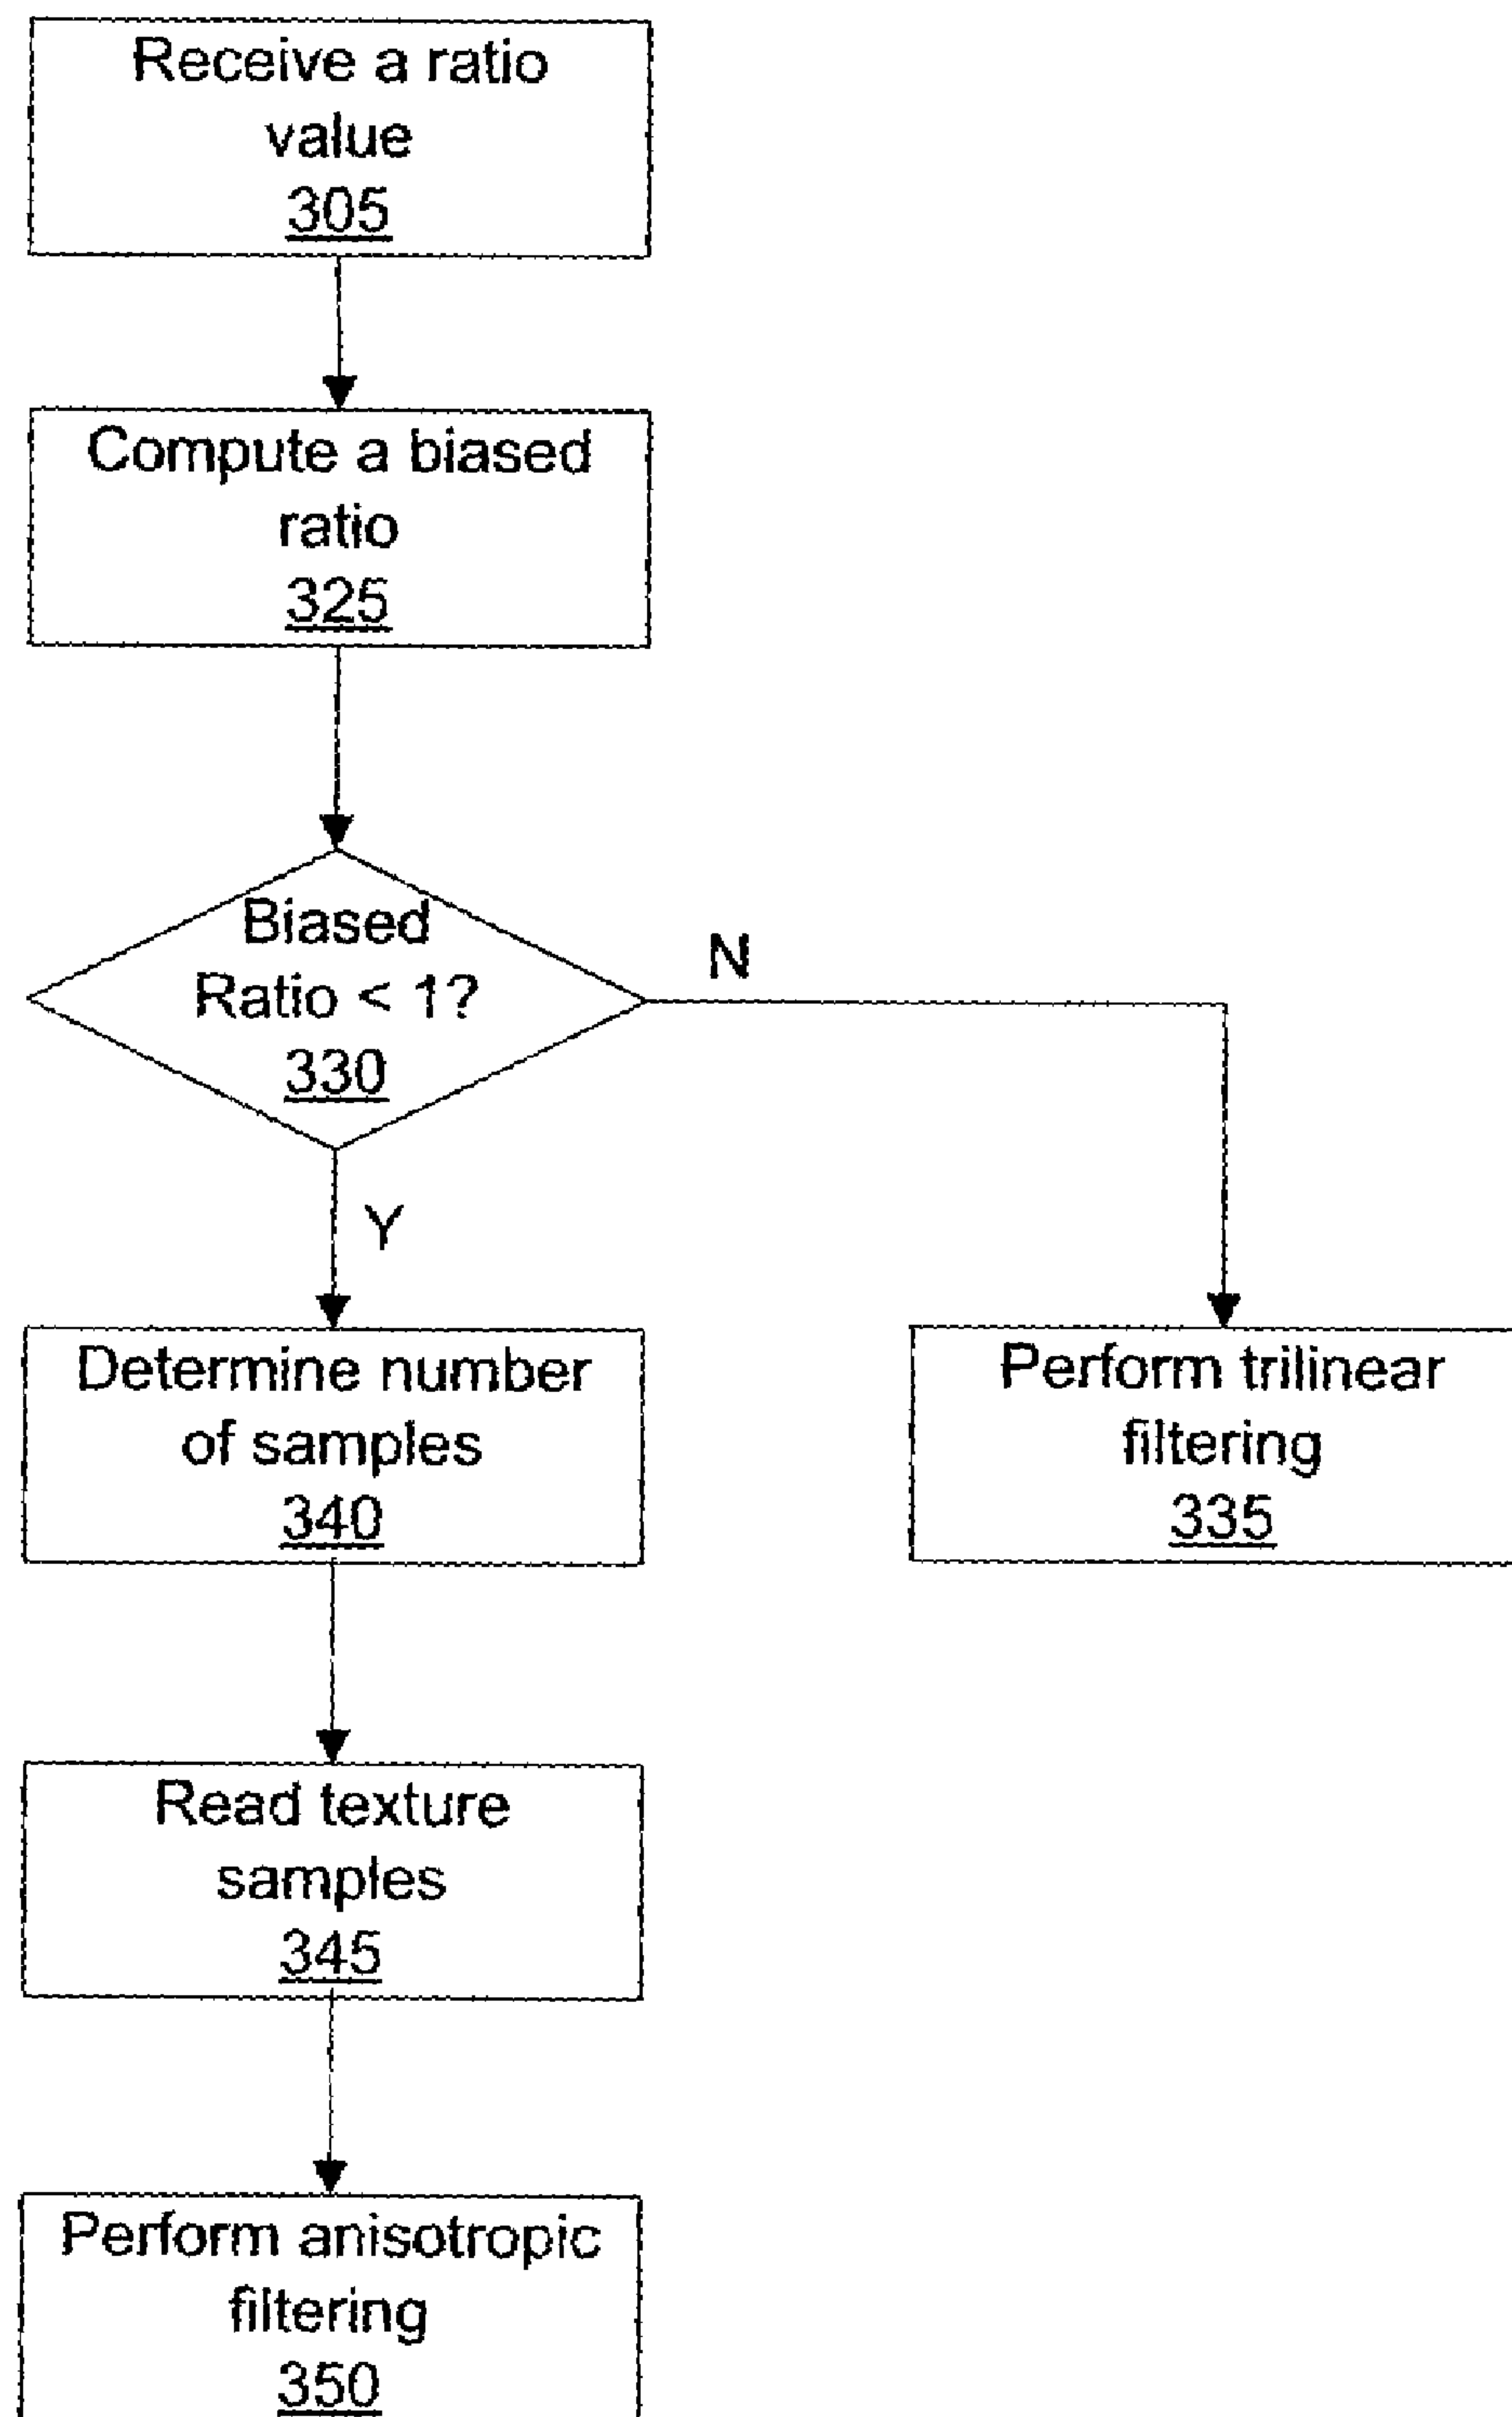 Receive a ratio
value
305
Compute a biased
ratio
325
Biased
Ratio < 1?
330
N
Y
Determine number
of samples
340
Perform trilinear
filtering
335
Read texture
samples
345
Perform anisotropic
filtering
350